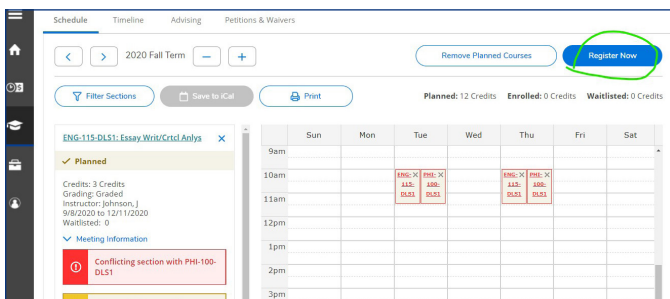 Schedule Timeline Advising Petitions & Waivers
2020 Fall Term
Remove Planned Courses
Register Now
Filter Sections
Save to iCal
Print
Planned: 12 Credits Enrolled: 0 Credits Waitlisted: 0 Credits
ENG-115-DLS1: Essay Writ/Crtcl Anlys
Planned
Credits: 3 Credits
Grading: Graded
Instructor: Johnson, J
9/8/2020 to 12/11/2020
Waitlisted: 0
Meeting Information
Conflicting section with PHI-100-
DLS1
Sun Mon Tue Wed Thu Fri Sat
9am
10am
ENG-
115-
DLS1
PHI-
100-
DLS1
ENG-
115-
DLS1
PHI-
100-
DLS1
11am
12pm
1pm
2pm
3pm